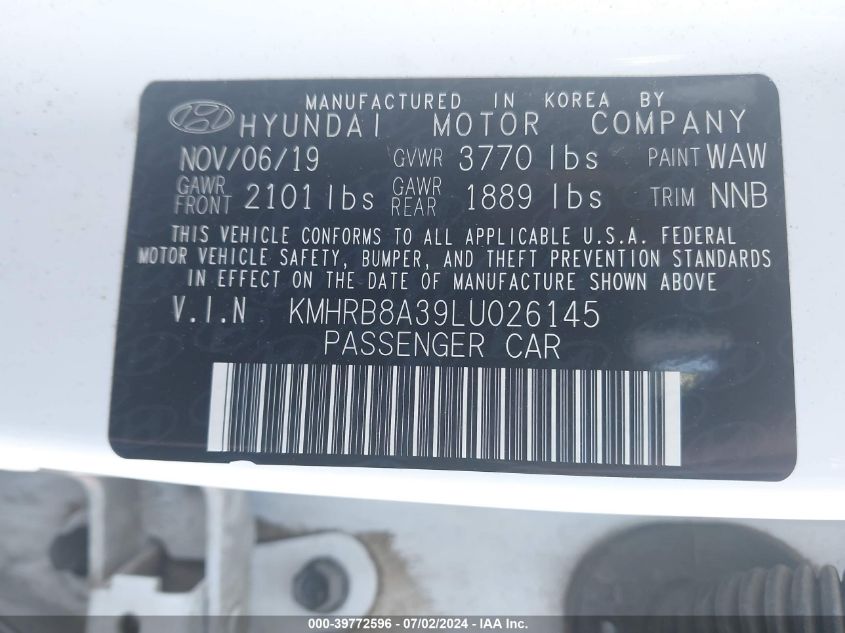 MANUFACTURED IN KOREA BY
HYUNDAI MOTOR COMPANY
NOV/06/19 GVWR 3770 lbs PAINT WAW
GAWR FRONT 2101 lbs GAWR REAR 1889 lbs TRIM NNB
THIS VEHICLE CONFORMS TO ALL APPLICABLE U.S.A. FEDERAL
MOTOR VEHICLE SAFETY, BUMPER, AND THEFT PREVENTION STANDARDS
IN EFFECT ON THE DATE OF MANUFACTURE SHOWN ABOVE
V.I.N KMHRB8A39LU026145
PASSENGER CAR
000-39772596 - 07/02/2024 - IAA Inc.